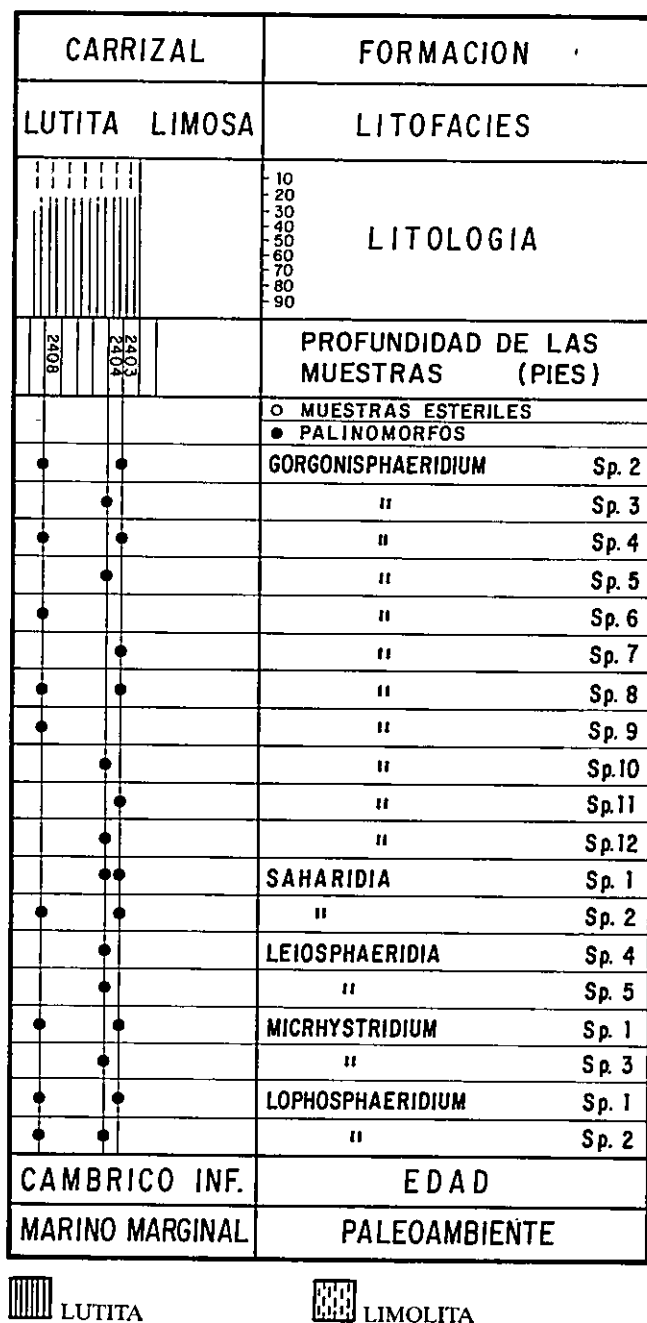 CARRIZAL FORMACION
LUTITA LIMOSA LITOFACIES
10
20
30
40
50
60
70
80
90
LITOLOGIA
2408
2404
2403
PROFUNDIDAD DE LAS
MUESTRAS (PIES)
○ MUESTRAS ESTERILES
● PALINOMORFOS
GORGONISPHAERIDIUM Sp. 2
" Sp. 3
" Sp. 4
" Sp. 5
" Sp. 6
" Sp. 7
" Sp. 8
" Sp. 9
" Sp.10
" Sp.11
" Sp.12
SAHARIDIA Sp. 1
" Sp. 2
LEIOSPHAERIDIA Sp. 4
" Sp. 5
MICRHYSTRIDIUM Sp. 1
" Sp. 3
LOPHOSPHAERIDIUM Sp. 1
" Sp. 2
CAMBRICO INF. EDAD
MARINO MARGINAL PALEOAMBIENTE
LUTITA LIMOLITA